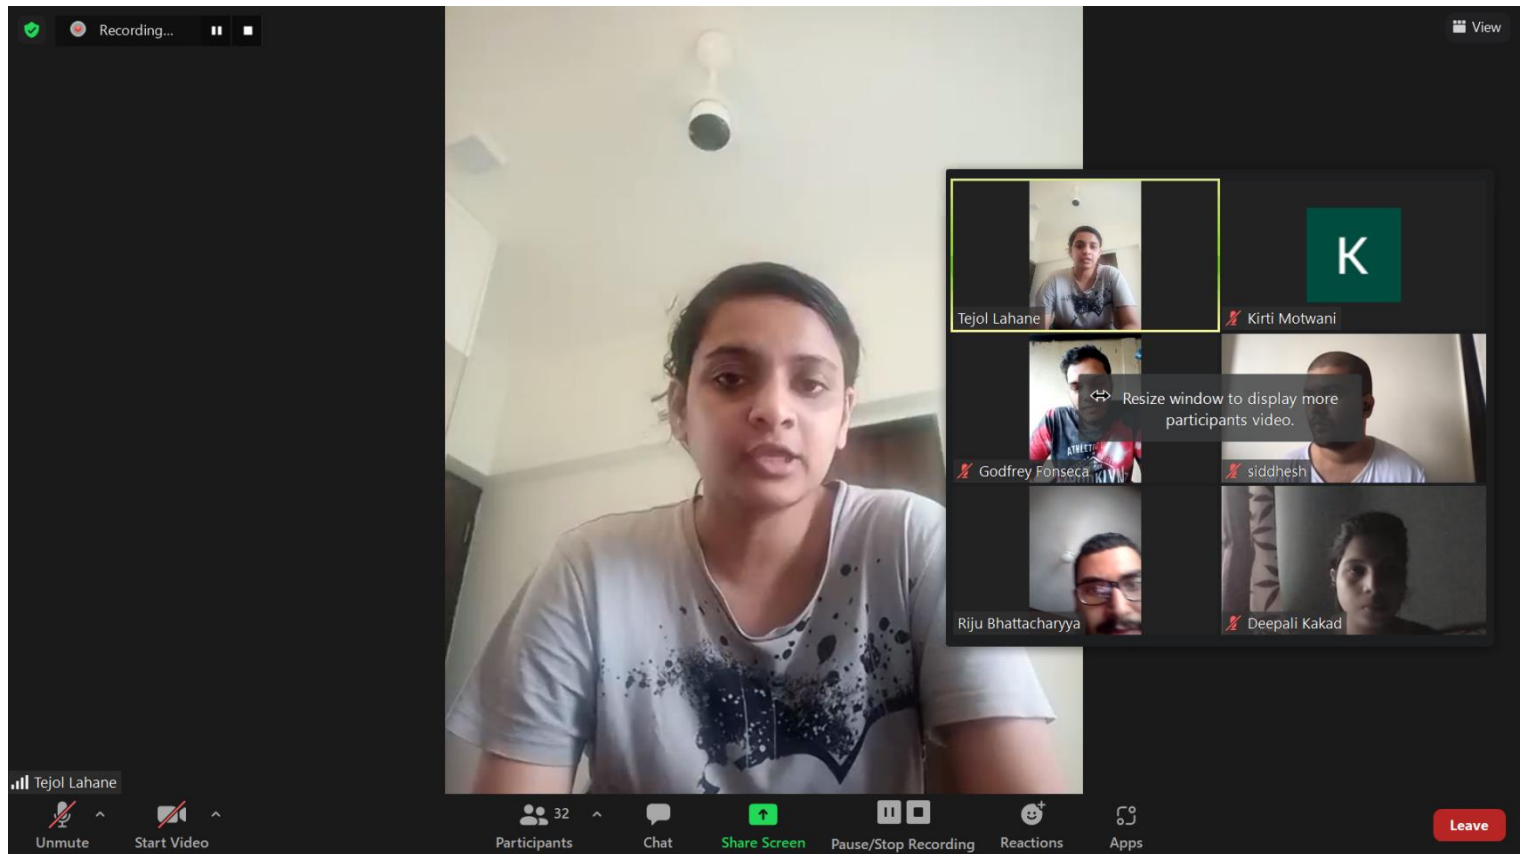 Recording...
View
K
Tejol Lahane
Kirti Motwani
Resize window to display more
participants video.
ATHLETI
Godfrey Fonseca
siddhesh
Riju Bhattacharyya
Deepali Kakad
Tejol Lahane
32
Unmute
Start Video
Participants
Chat
Share Screen
Pause/Stop Recording
Reactions
Apps
Leave